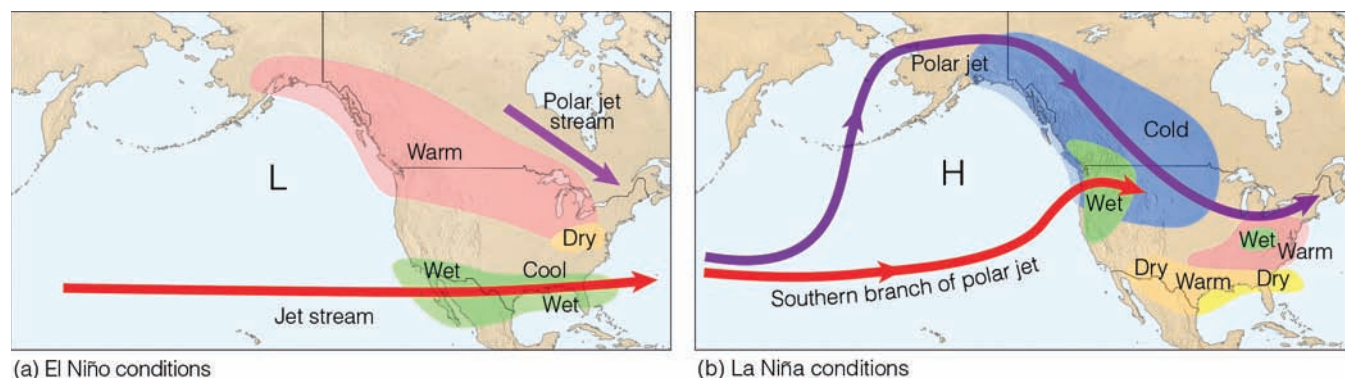 Polar jet
stream
Warm
L
Dry
Wet
Cool
Wet
Jet stream
(a) El Niño conditions
Polar jet
Cold
H
Wet
Wet
Warm
Dry
Warm
Dry
Southern branch of polar jet
(b) La Niña conditions